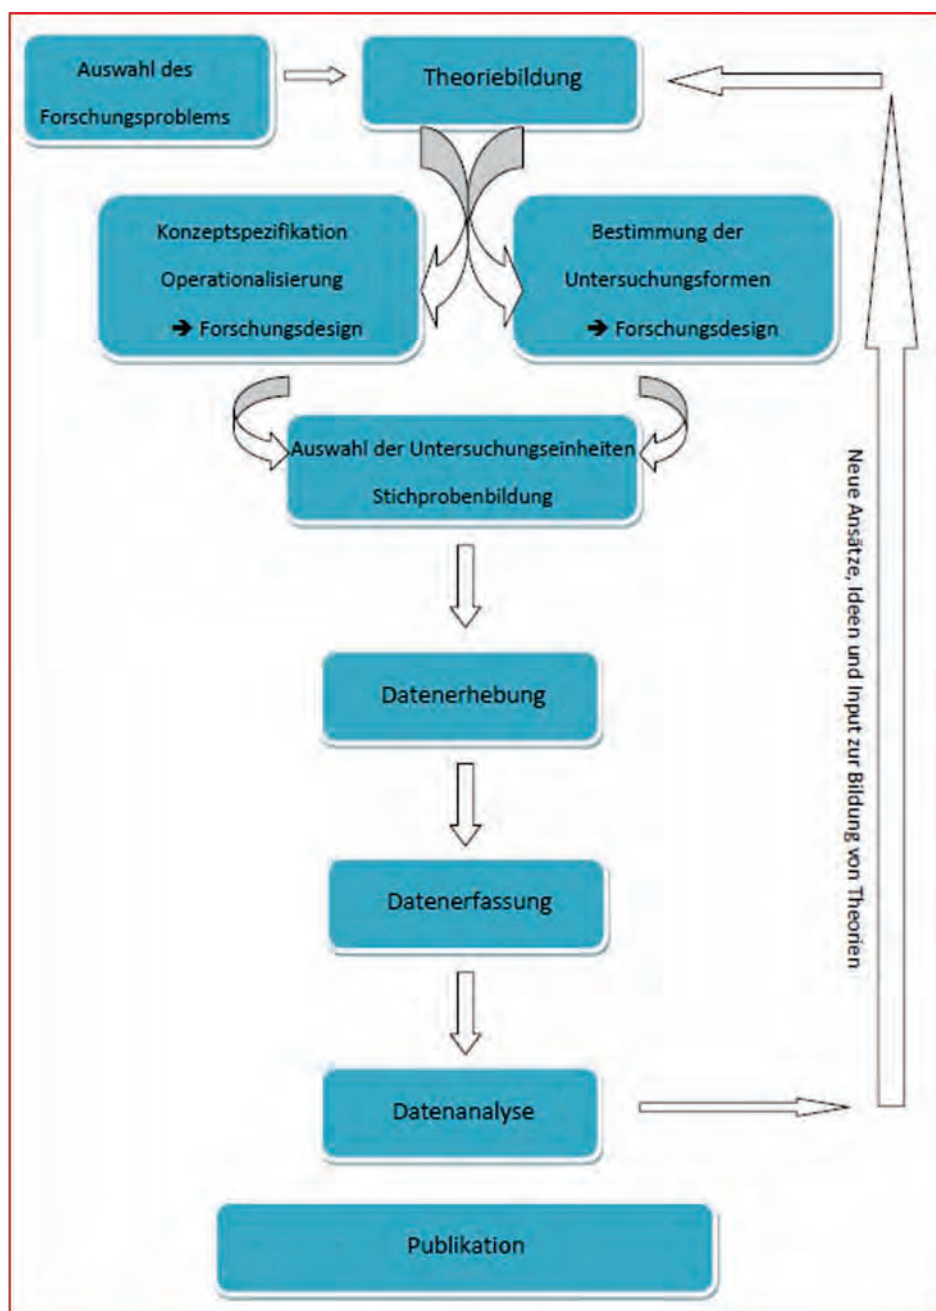 Auswahl des
Forschungsproblems
Theoriebildung
Konzeptspezifikation
Operationalisierung
➔ Forschungsdesign
Bestimmung der
Untersuchungsformen
➔ Forschungsdesign
Auswahl der Untersuchungseinheiten
Stichprobenbildung
Datenerhebung
Datenerfassung
Datenanalyse
Publikation
Neue Ansätze, Ideen und Input zur Bildung von Theorien